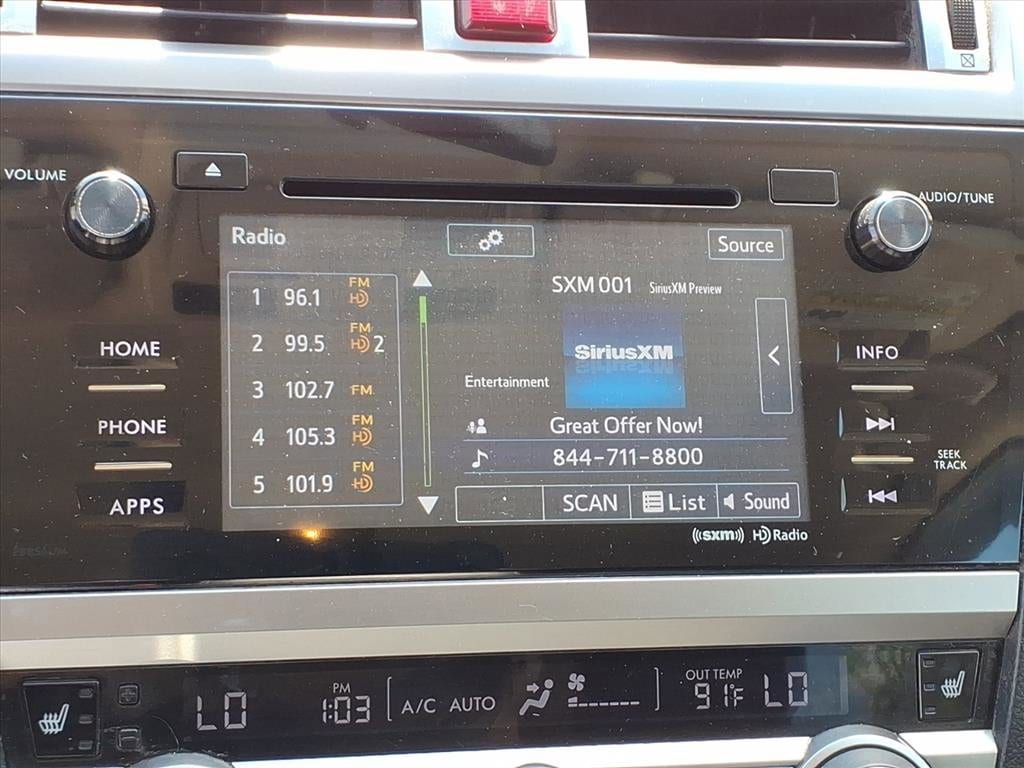 VOLUME
AUDIO/TUNE
Radio
Source
SXM 001 SiriusXM Preview
1 96.1 FM HD
2 99.5 FM HD 2
3 102.7 FM
4 105.3 FM HD
5 101.9 FM HD
SiriusXM
Entertainment
Great Offer Now!
844-711-8800
SCAN List Sound
((sxm)) HD Radio
HOME
PHONE
APPS
INFO
SEEK
TRACK
LO
PM
1:03
A/C AUTO
OUT TEMP
91°F
LO